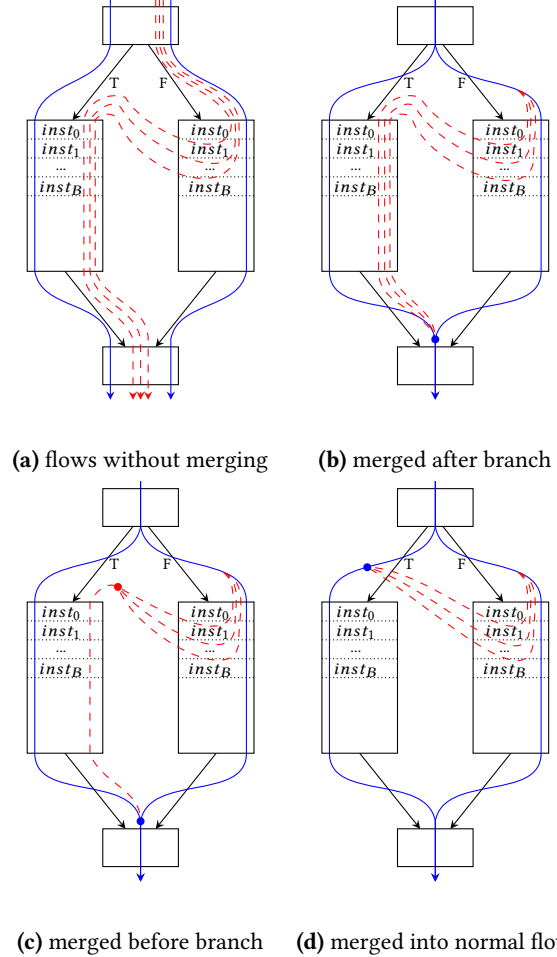 T F
inst0 inst0
inst1 inst1
... ...
instB instB
(a) flows without merging
T F
inst0 inst0
inst1 inst1
... ...
instB instB
(b) merged after branch
T F
inst0 inst0
inst1 inst1
... ...
instB instB
(c) merged before branch
T F
inst0 inst0
inst1 inst1
... ...
instB instB
(d) merged into normal flow